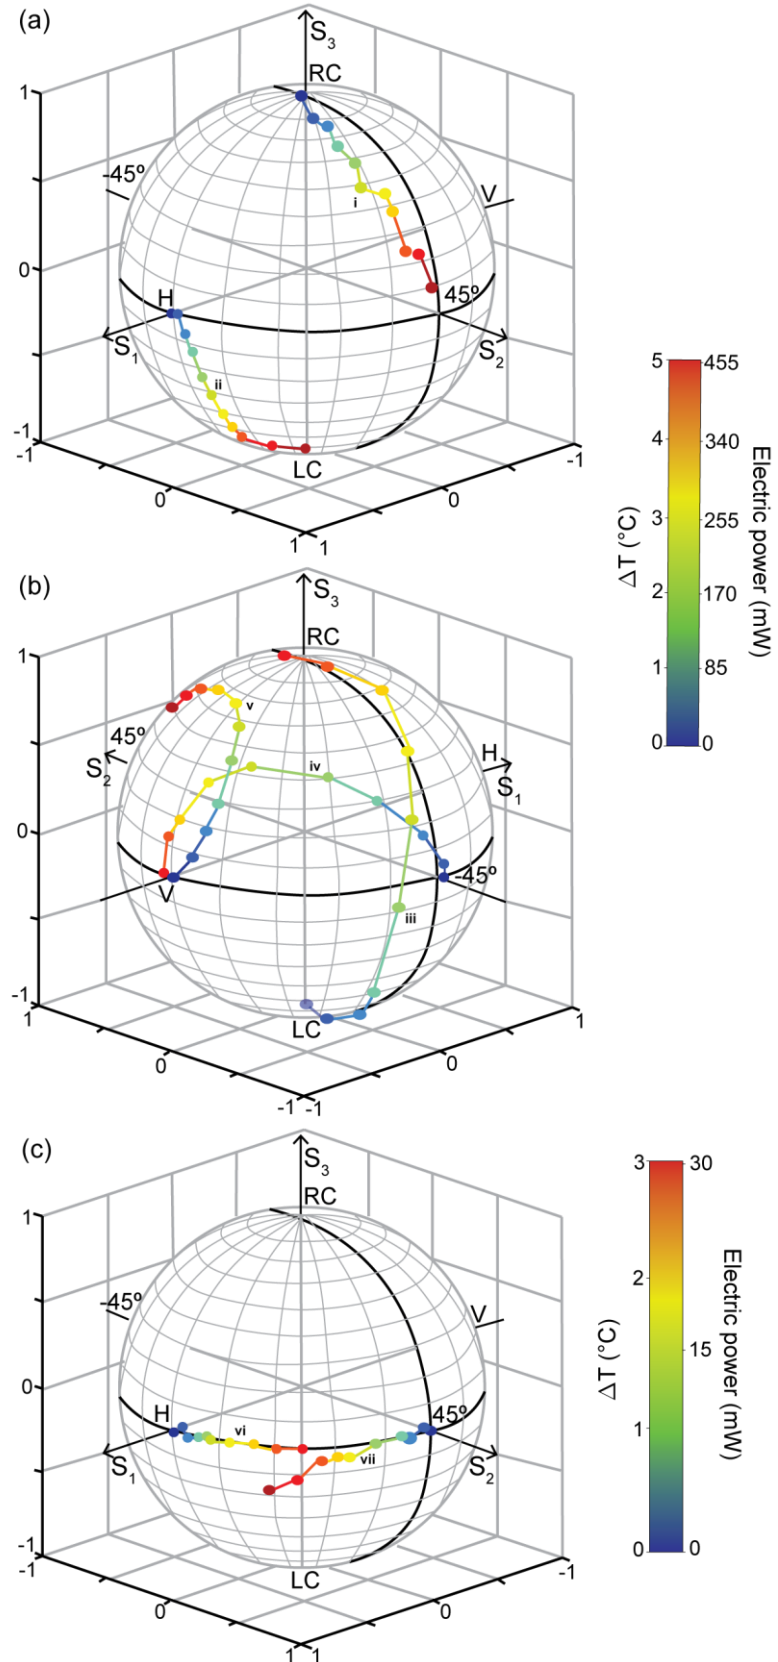 (a)
S3
RC
1
-45º
V
i
0
H
45º
S1
S2
ii
-1
-1
LC
-1
0
0
1
1
5
455
4
340
3
255
2
170
1
85
0
0
ΔT (°C)
Electric power (mW)
(b)
S3
RC
1
v
45º
H
S2
S1
iv
0
V
-45º
iii
-1
1
LC
1
0
0
-1
-1
(c)
S3
RC
1
-45º
V
0
H
45º
vi
vii
S1
S2
-1
-1
LC
-1
0
0
1
1
3
30
2
15
1
0
0
ΔT (°C)
Electric power (mW)